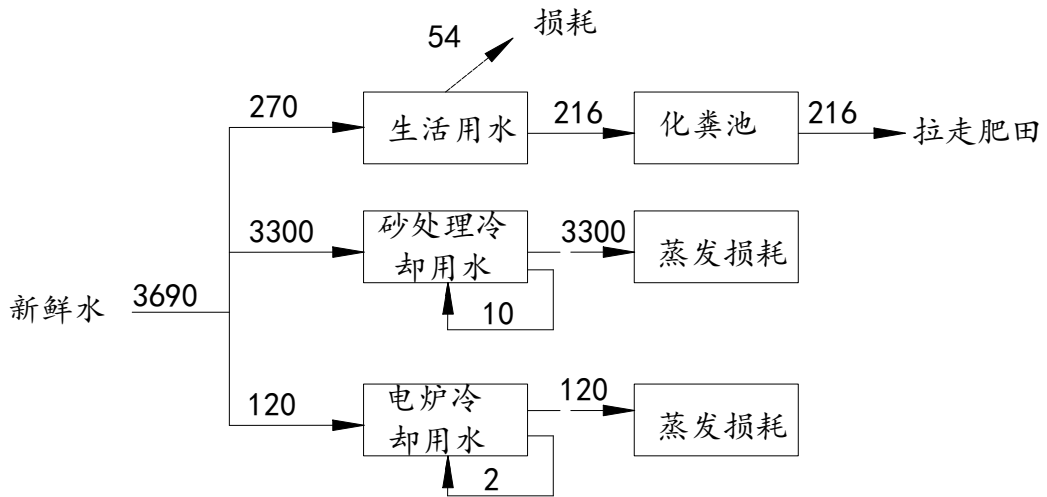 54
损耗
270
生活用水
216
化粪池
216
拉走肥田
3300
砂处理冷
却用水
3300
蒸发损耗
10
新鲜水
3690
120
电炉冷
却用水
120
蒸发损耗
2